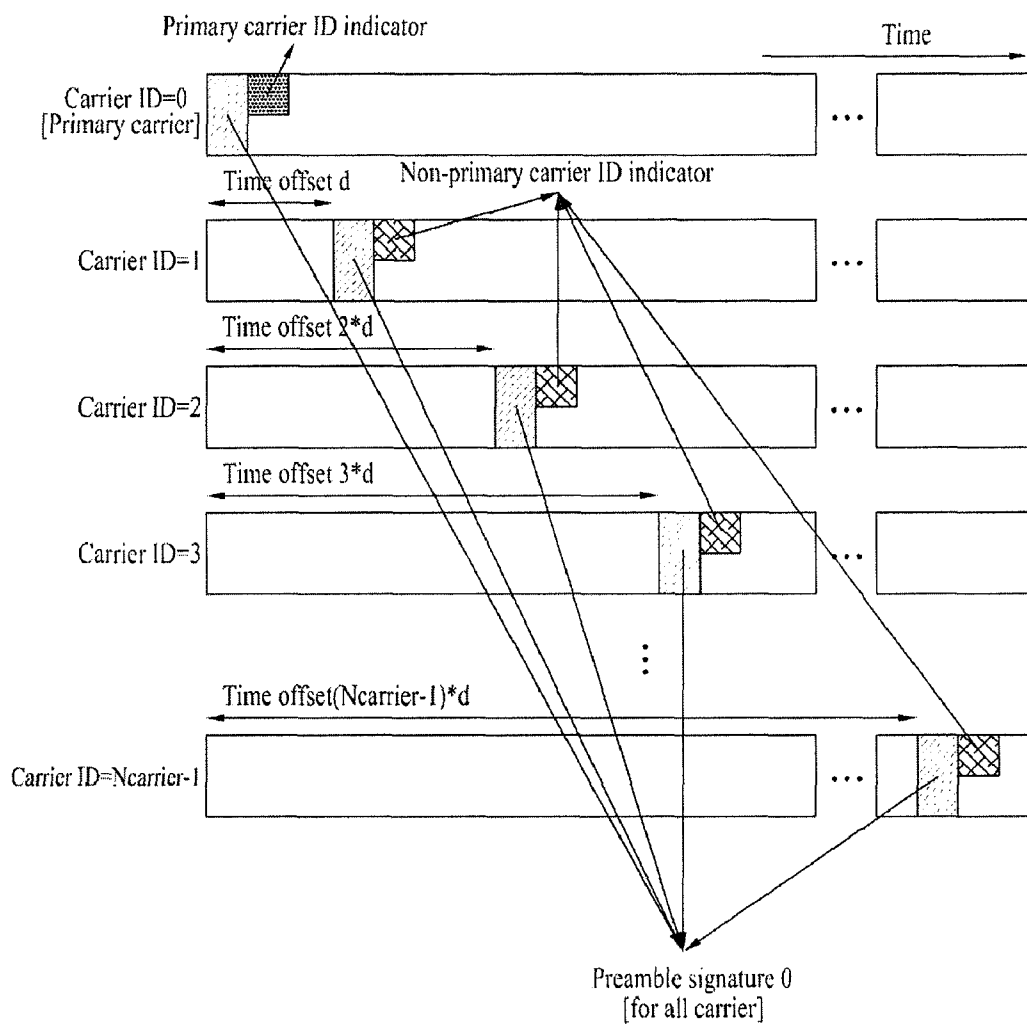 Primary carrier ID indicator
Time
Carrier ID=0
[Primary carrier]
...
Time offset d
Non-primary carrier ID indicator
Carrier ID=1
...
Time offset 2*d
Carrier ID=2
...
Time offset 3*d
Carrier ID=3
...
...
Time offset(Ncarrier-1)*d
Carrier ID=Ncarrier-1
...
Preamble signature 0
[for all carrier]